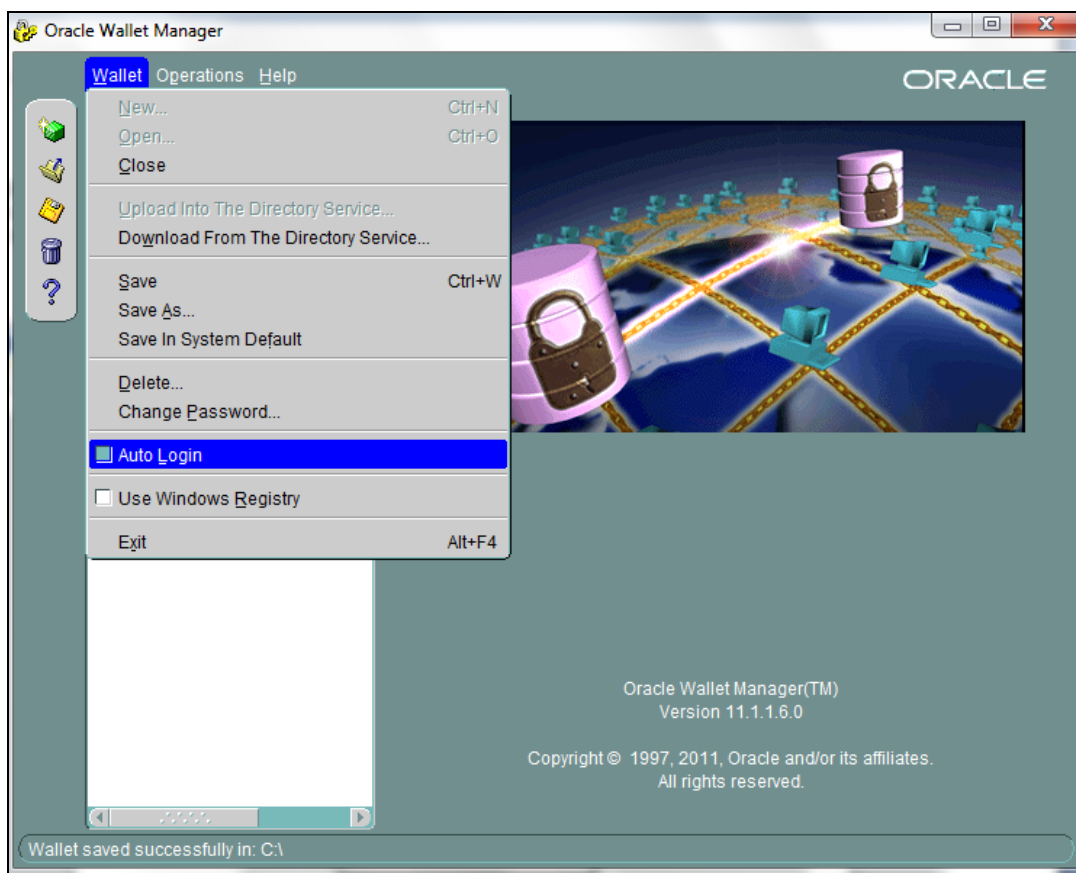 Oracle Wallet Manager
Wallet Operations Help
ORACLE
New... Ctrl+N
Open... Ctrl+O
Close
Upload Into The Directory Service...
Download From The Directory Service...
Save Ctrl+W
Save As...
Save In System Default
Delete...
Change Password...
Auto Login
Use Windows Registry
Exit Alt+F4
Oracle Wallet Manager(TM)
Version 11.1.1.6.0
Copyright © 1997, 2011, Oracle and/or its affiliates.
All rights reserved.
Wallet saved successfully in: C:\